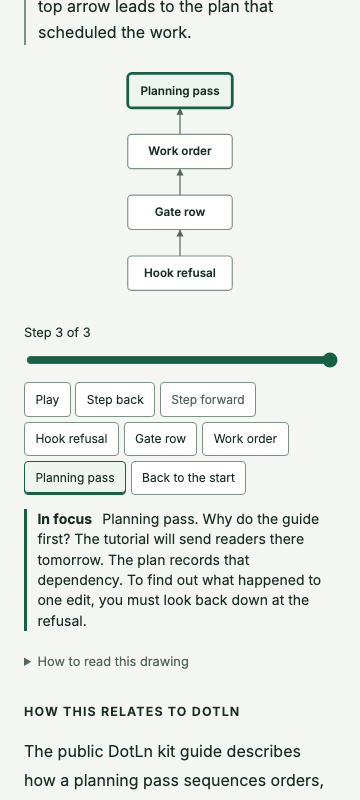 top arrow leads to the plan that
scheduled the work.
Planning pass
Work order
Gate row
Hook refusal
Step 3 of 3
Play
Step back
Step forward
Hook refusal
Gate row
Work order
Planning pass
Back to the start
In focus Planning pass. Why do the guide
first? The tutorial will send readers there
tomorrow. The plan records that
dependency. To find out what happened to
one edit, you must look back down at the
refusal.
How to read this drawing
HOW THIS RELATES TO DOTLN
The public DotLn kit guide describes
how a planning pass sequences orders,